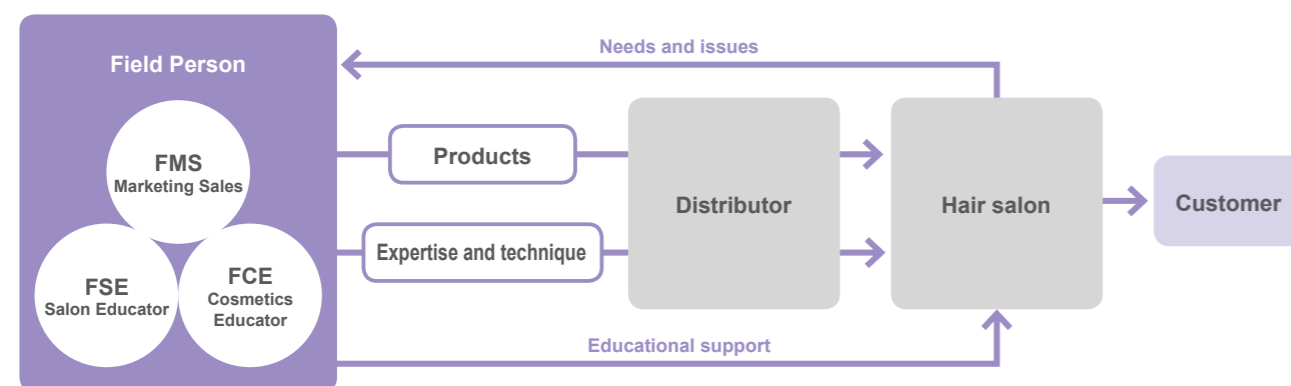 Needs and issues
Field Person
FMS
Marketing Sales
FSE
Salon Educator
FCE
Cosmetics
Educator
Products
Expertise and technique
Distributor
Hair salon
Customer
Educational support